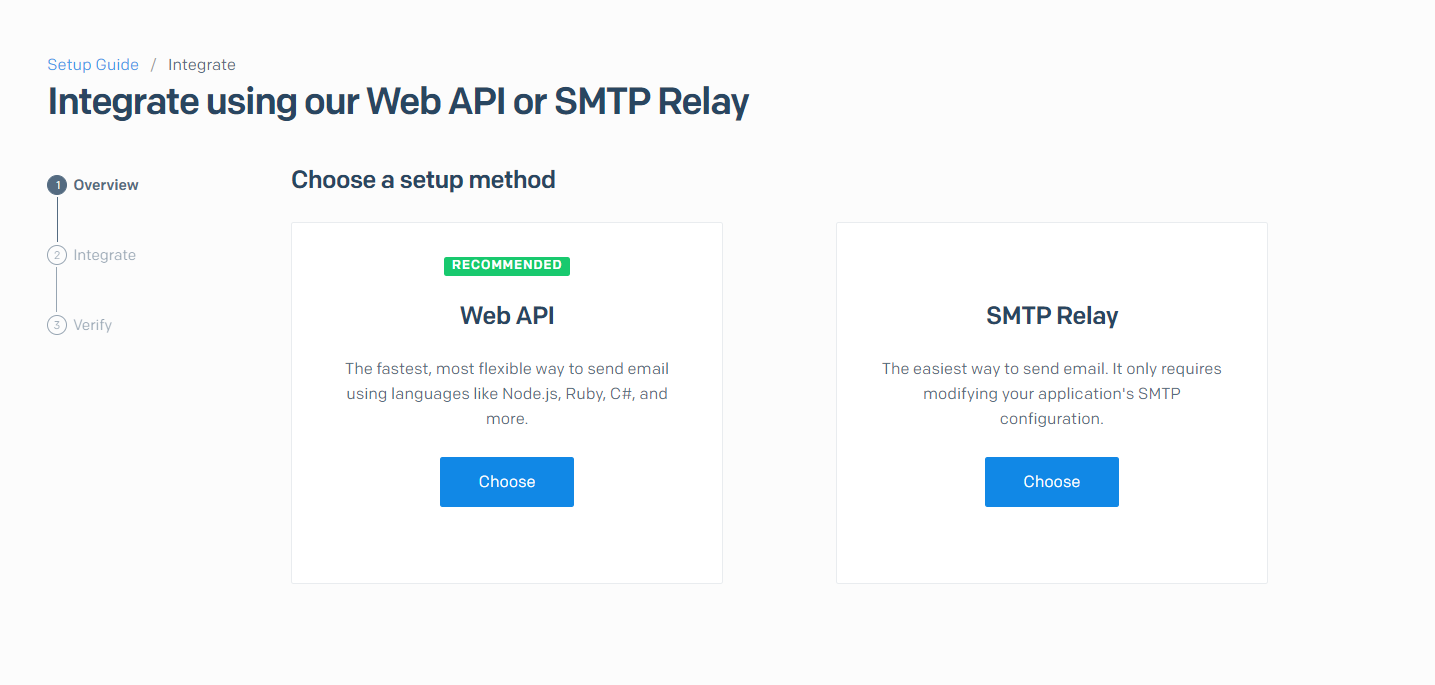 Setup Guide / Integrate
Integrate using our Web API or SMTP Relay
1 Overview
2 Integrate
3 Verify
Choose a setup method
RECOMMENDED
Web API
The fastest, most flexible way to send email
using languages like Node.js, Ruby, C#, and
more.
Choose
SMTP Relay
The easiest way to send email. It only requires
modifying your application's SMTP
configuration.
Choose